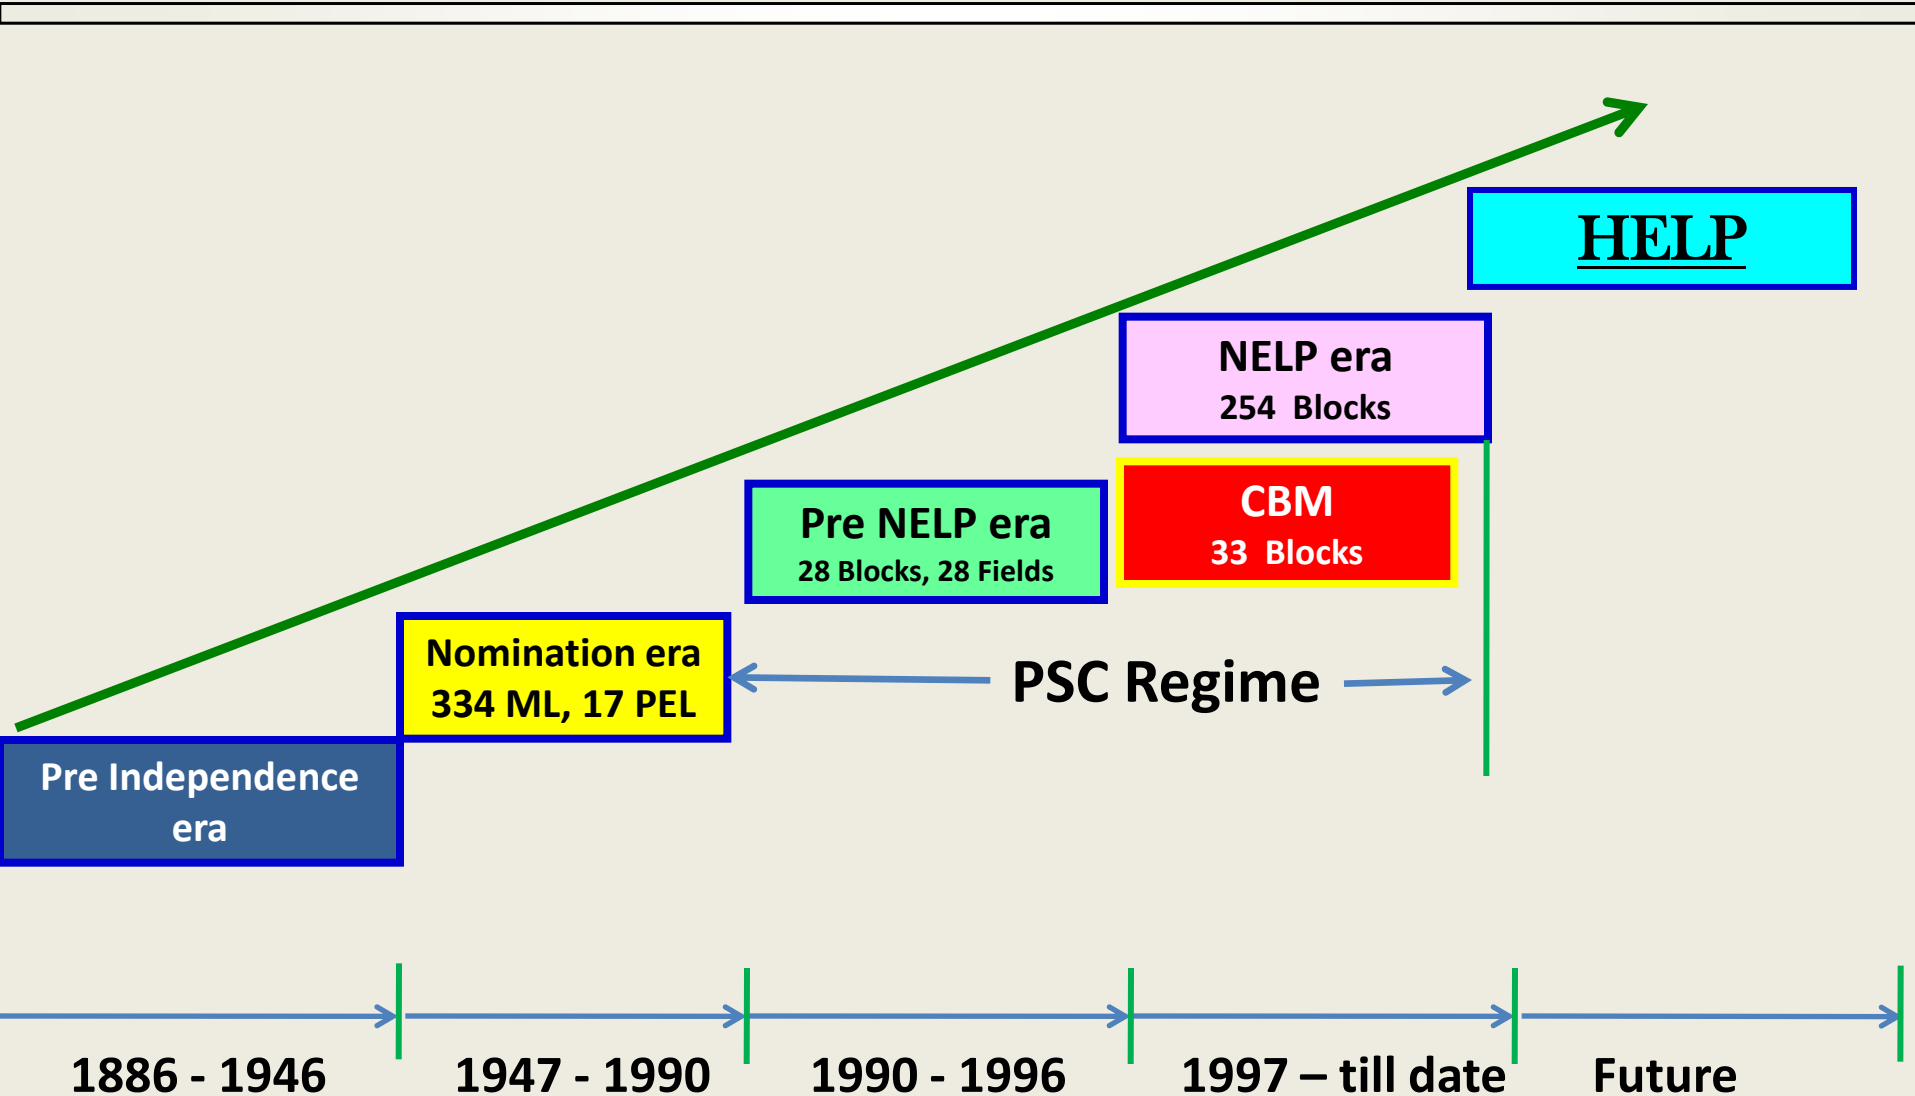 HELP
NELP era
254 Blocks
CBM
33 Blocks
Pre NELP era
28 Blocks, 28 Fields
Nomination era
334 ML, 17 PEL
PSC Regime
Pre Independence
era
1886 - 1946
1947 - 1990
1990 - 1996
1997 – till date
Future